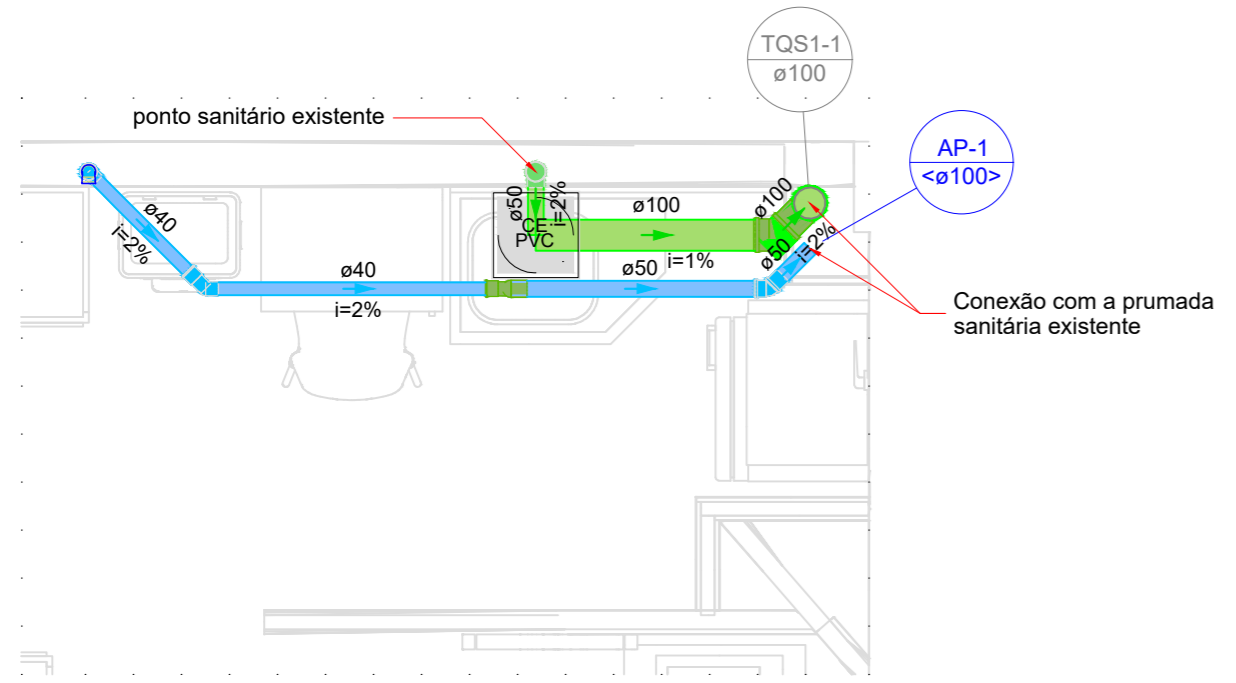 TQS1-1
ø100
ponto sanitário existente
AP-1
<ø100>
ø40
i=2%
ø50
i=2%
CE
PVC
ø100
i=1%
ø100
ø50
i=2%
ø40
i=2%
ø50
Conexão com a prumada
sanitária existente